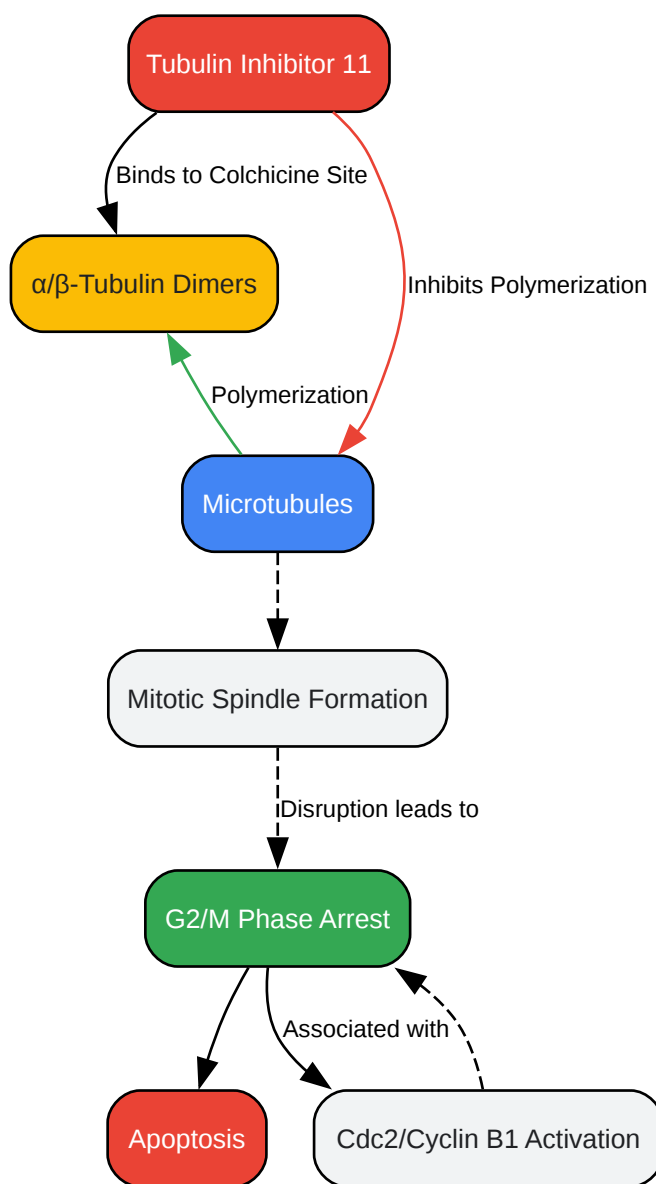 Tubulin Inhibitor 11
Binds to Colchicine Site
α/β-Tubulin Dimers
Inhibits Polymerization
Polymerization
Microtubules
Mitotic Spindle Formation
Disruption leads to
G2/M Phase Arrest
Associated with
Apoptosis
Cdc2/Cyclin B1 Activation